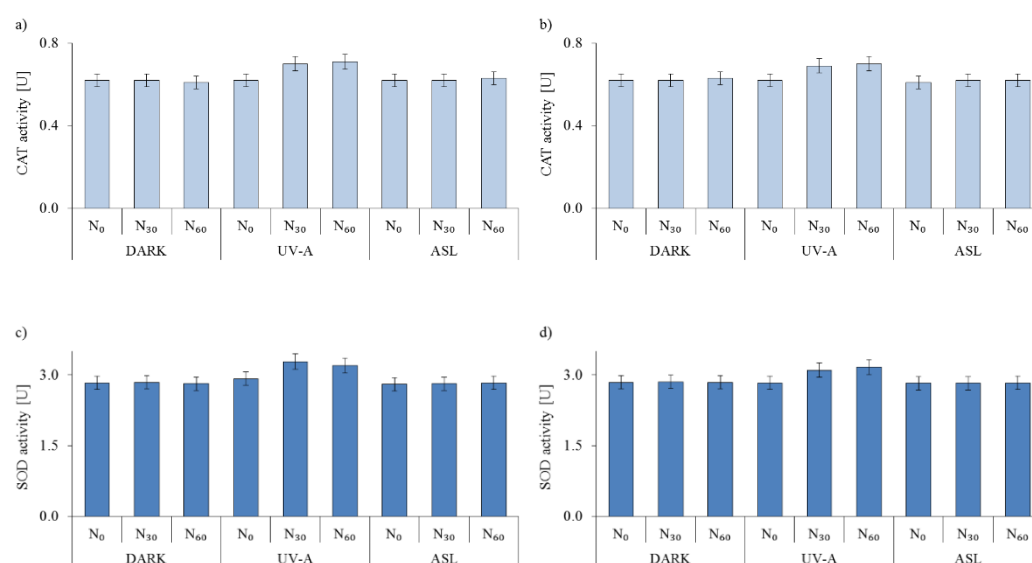 a)
0.8
0.4
0.0
CAT activity [U]
N₀ N₃₀ N₆₀ N₀ N₃₀ N₆₀ N₀ N₃₀ N₆₀
DARK UV-A ASL
b)
0.8
0.4
0.0
CAT activity [U]
N₀ N₃₀ N₆₀ N₀ N₃₀ N₆₀ N₀ N₃₀ N₆₀
DARK UV-A ASL
c)
3.0
1.5
0.0
SOD activity [U]
N₀ N₃₀ N₆₀ N₀ N₃₀ N₆₀ N₀ N₃₀ N₆₀
DARK UV-A ASL
d)
3.0
1.5
0.0
SOD activity [U]
N₀ N₃₀ N₆₀ N₀ N₃₀ N₆₀ N₀ N₃₀ N₆₀
DARK UV-A ASL